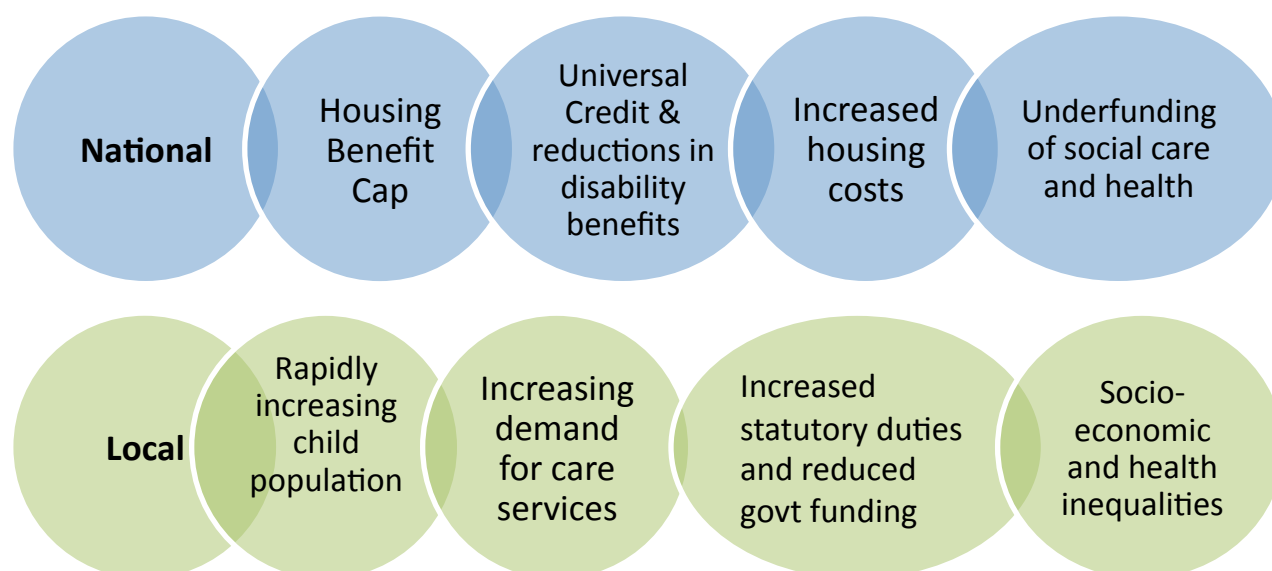 National
Housing
Benefit
Cap
Universal
Credit &
reductions in
disability
benefits
Increased
housing
costs
Underfunding
of social care
and health
Local
Rapidly
increasing
child
population
Increasing
demand
for care
services
Increased
statutory duties
and reduced
govt funding
Socio-
economic
and health
inequalities